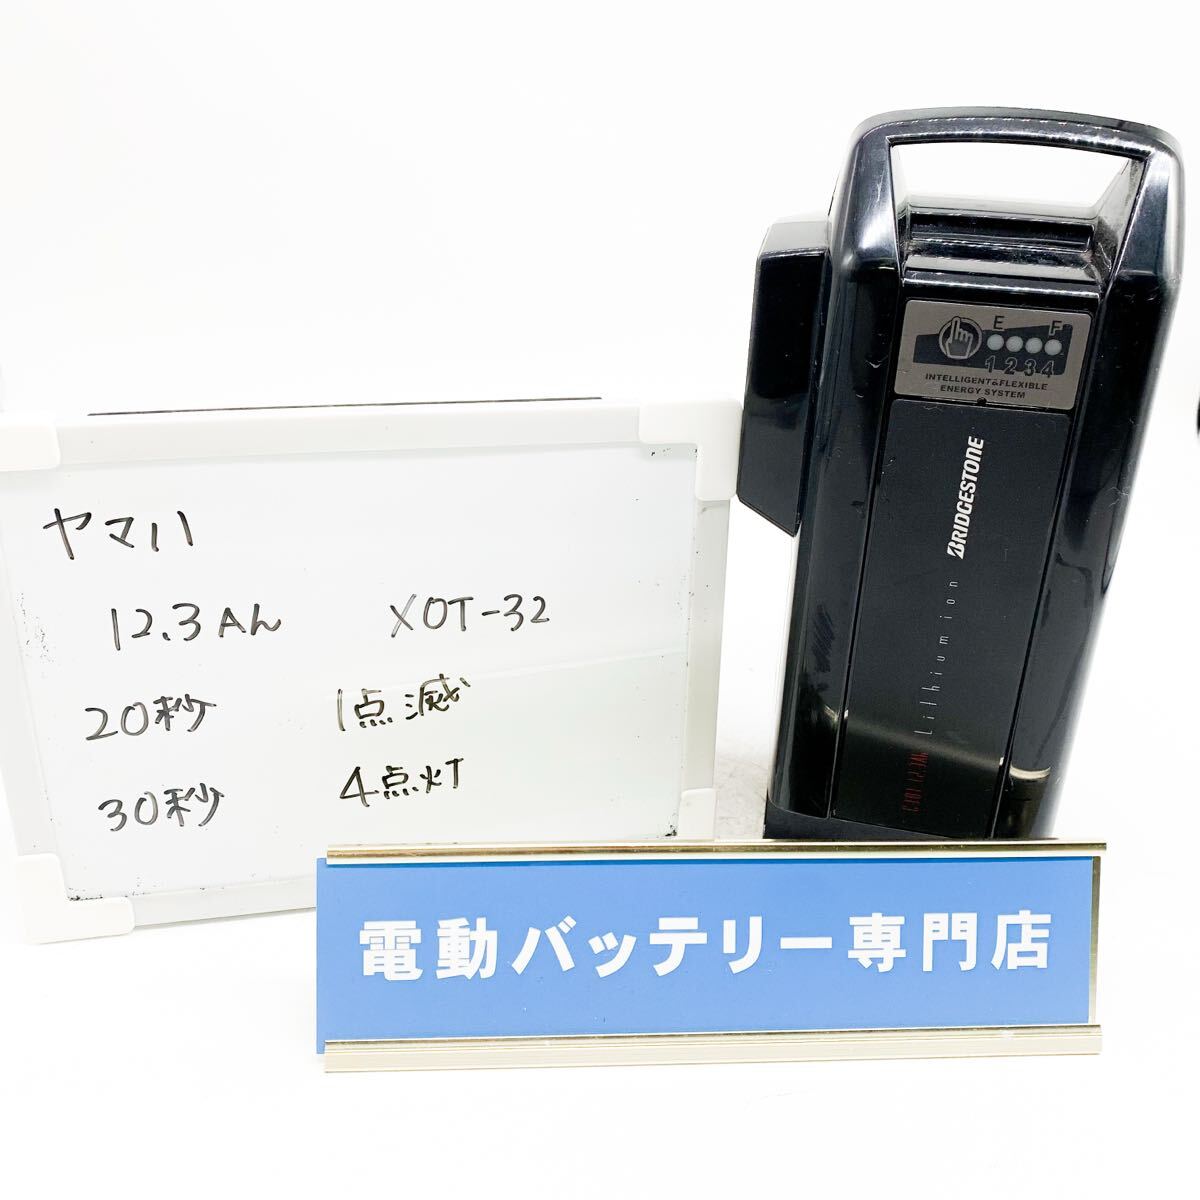 ヤマハ
12.3Ah X0T-32
20秒 1点滅
30秒 4点灯
E F
1 2 3 4
INTELLIGENT&FLEXIBLE
ENERGY SYSTEM
BRIDGESTONE
Lithium ion
12.3Ah
電動バッテリー専門店